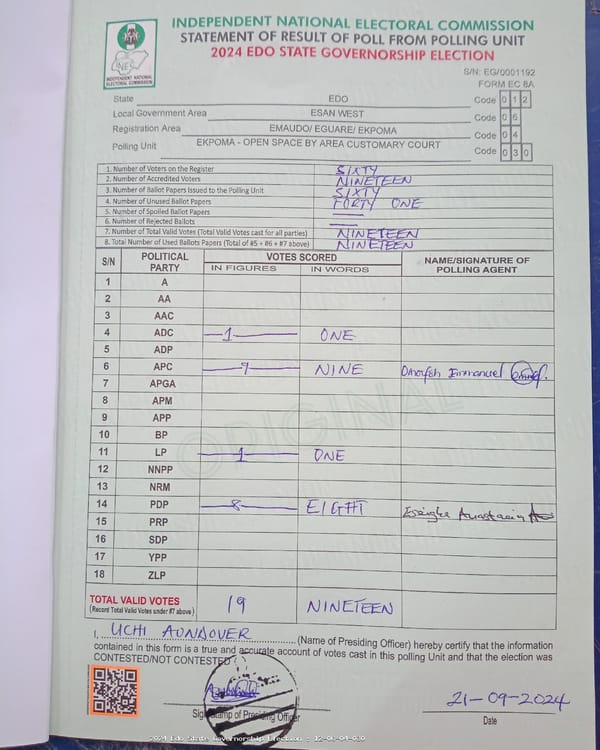 INDEPENDENT NATIONAL ELECTORAL COMMISSION
STATEMENT OF RESULT OF POLL FROM POLLING UNIT
2024 EDO STATE GOVERNORSHIP ELECTION
INDEPENDENT NATIONAL
ELECTORAL COMMISSION
S/N: EG/0001192
FORM EC 8A
State EDO Code 0 1 2
Local Government Area ESAN WEST Code 0 6
Registration Area EMAUDO/ EGUARE/ EKPOMA Code 0 4
Polling Unit EKPOMA - OPEN SPACE BY AREA CUSTOMARY COURT Code 0 3 0
1. Number of Voters on the Register SIXTY
2. Number of Accredited Voters NINETEEN
3. Number of Ballot Papers Issued to the Polling Unit SIXTY
4. Number of Unused Ballot Papers FORTY ONE
5. Number of Spoiled Ballot Papers
6. Number of Rejected Ballots
7. Number of Total Valid Votes (Total Valid Votes cast for all parties) NINETEEN
8. Total Number of Used Ballots Papers (Total of #5 + #6 + #7 above) NINETEEN
S/N POLITICAL PARTY VOTES SCORED NAME/SIGNATURE OF POLLING AGENT
IN FIGURES IN WORDS
1 A
2 AA
3 AAC
4 ADC 1 ONE
5 ADP
6 APC 9 NINE Emmanuel
7 APGA
8 APM
9 APP
10 BP
11 LP 1 ONE
12 NNPP
13 NRM
14 PDP 8 EIGHT
15 PRP
16 SDP
17 YPP
18 ZLP
ORIGINAL
TOTAL VALID VOTES 19 NINETEEN
(Record Total Valid Votes under #7 above)
I, UCHI AONDOVER (Name of Presiding Officer) hereby certify that the information
contained in this form is a true and accurate account of votes cast in this polling Unit and that the election was
CONTESTED/NOT CONTESTED
21-09-2024
Stamp of Presiding Officer Date
2024 Edo State Governorship Election - 12-06-04-030